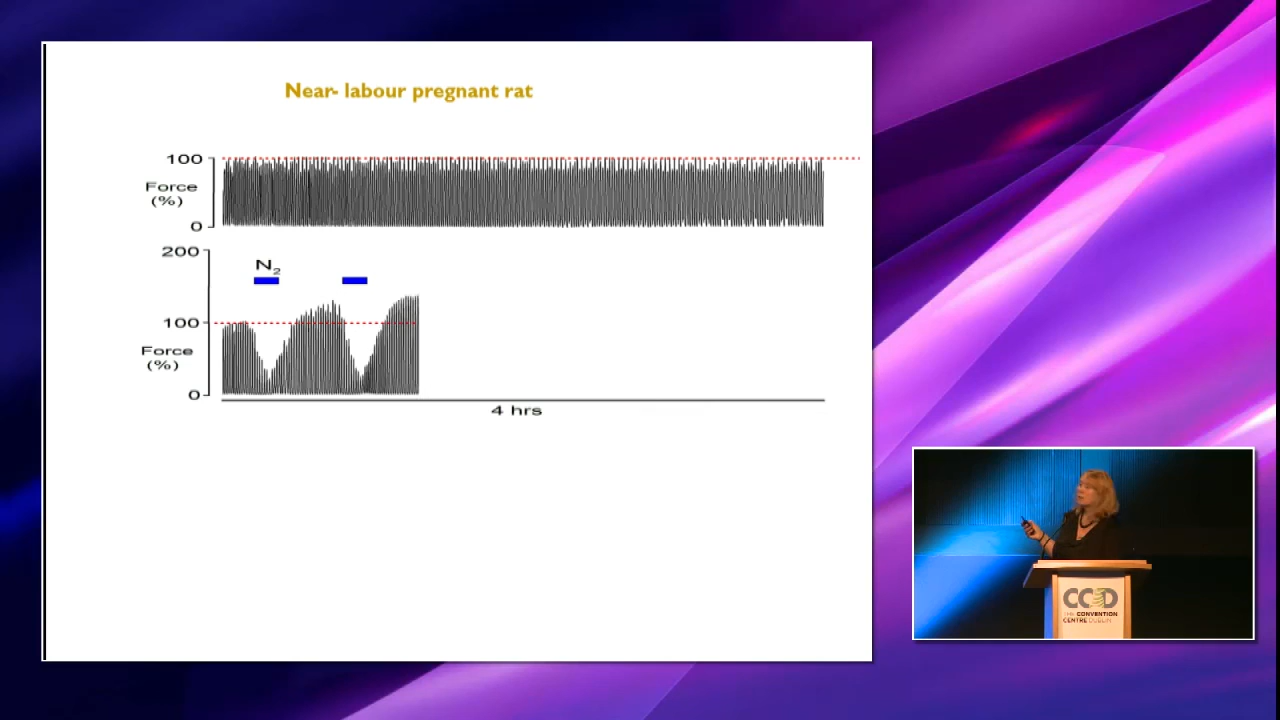 Near- labour pregnant rat
100
Force
(%)
0
200
N2
100
Force
(%)
0
4 hrs
CCD
THE CONVENTION
CENTRE DUBLIN